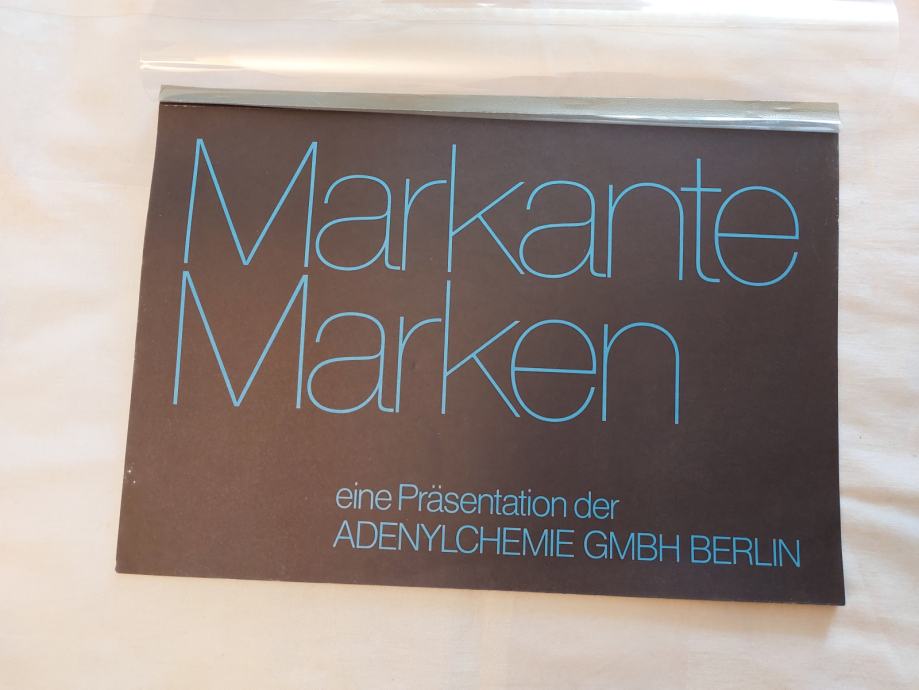 Markante
Marken
eine Präsentation der
ADENYLCHEMIE GMBH BERLIN